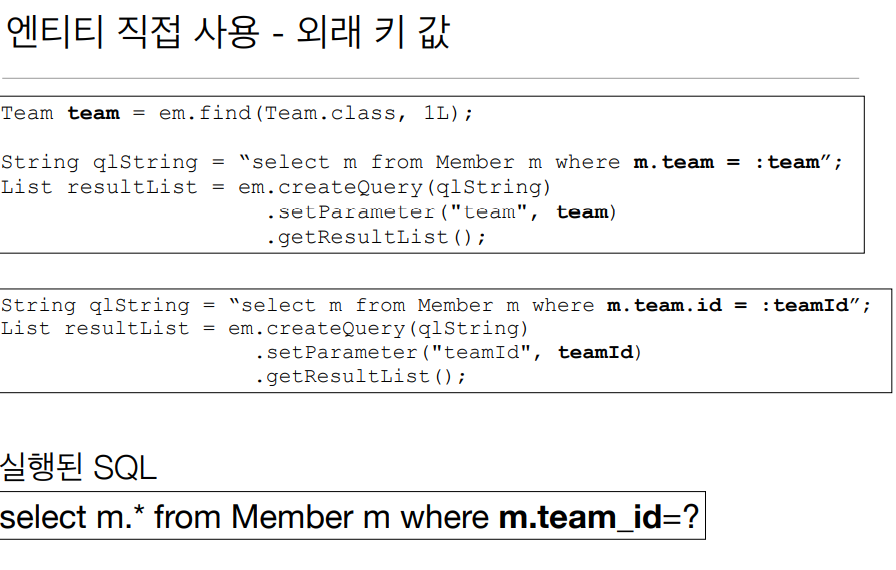 엔티티 직접 사용 - 외래 키 값
Team team = em.find(Team.class, 1L);
String qlString = “select m from Member m where m.team = :team”;
List resultList = em.createQuery(qlString)
.setParameter("team", team)
.getResultList();
String qlString = “select m from Member m where m.team.id = :teamId”;
List resultList = em.createQuery(qlString)
.setParameter("teamId", teamId)
.getResultList();
실행된 SQL
select m.* from Member m where m.team_id=?